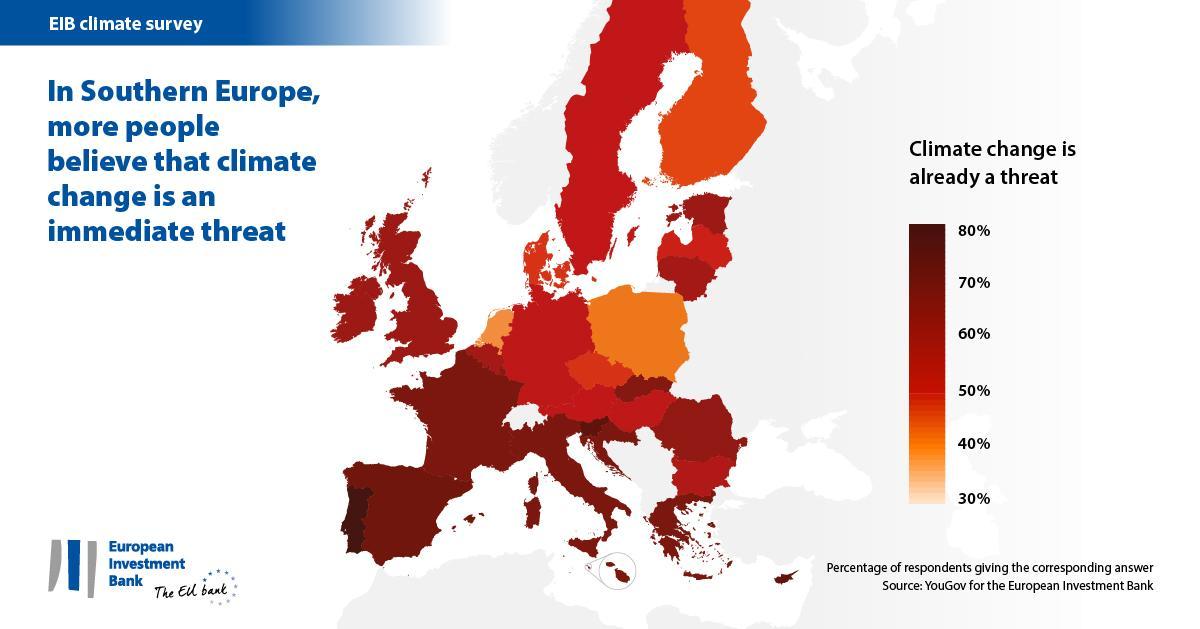 EIB climate survey
In Southern Europe,
more people
believe that climate
change is an
immediate threat
Climate change is
already a threat
80%
70%
60%
50%
40%
30%
European
Investment
Bank
The EU bank
Percentage of respondents giving the corresponding answer
Source: YouGov for the European Investment Bank